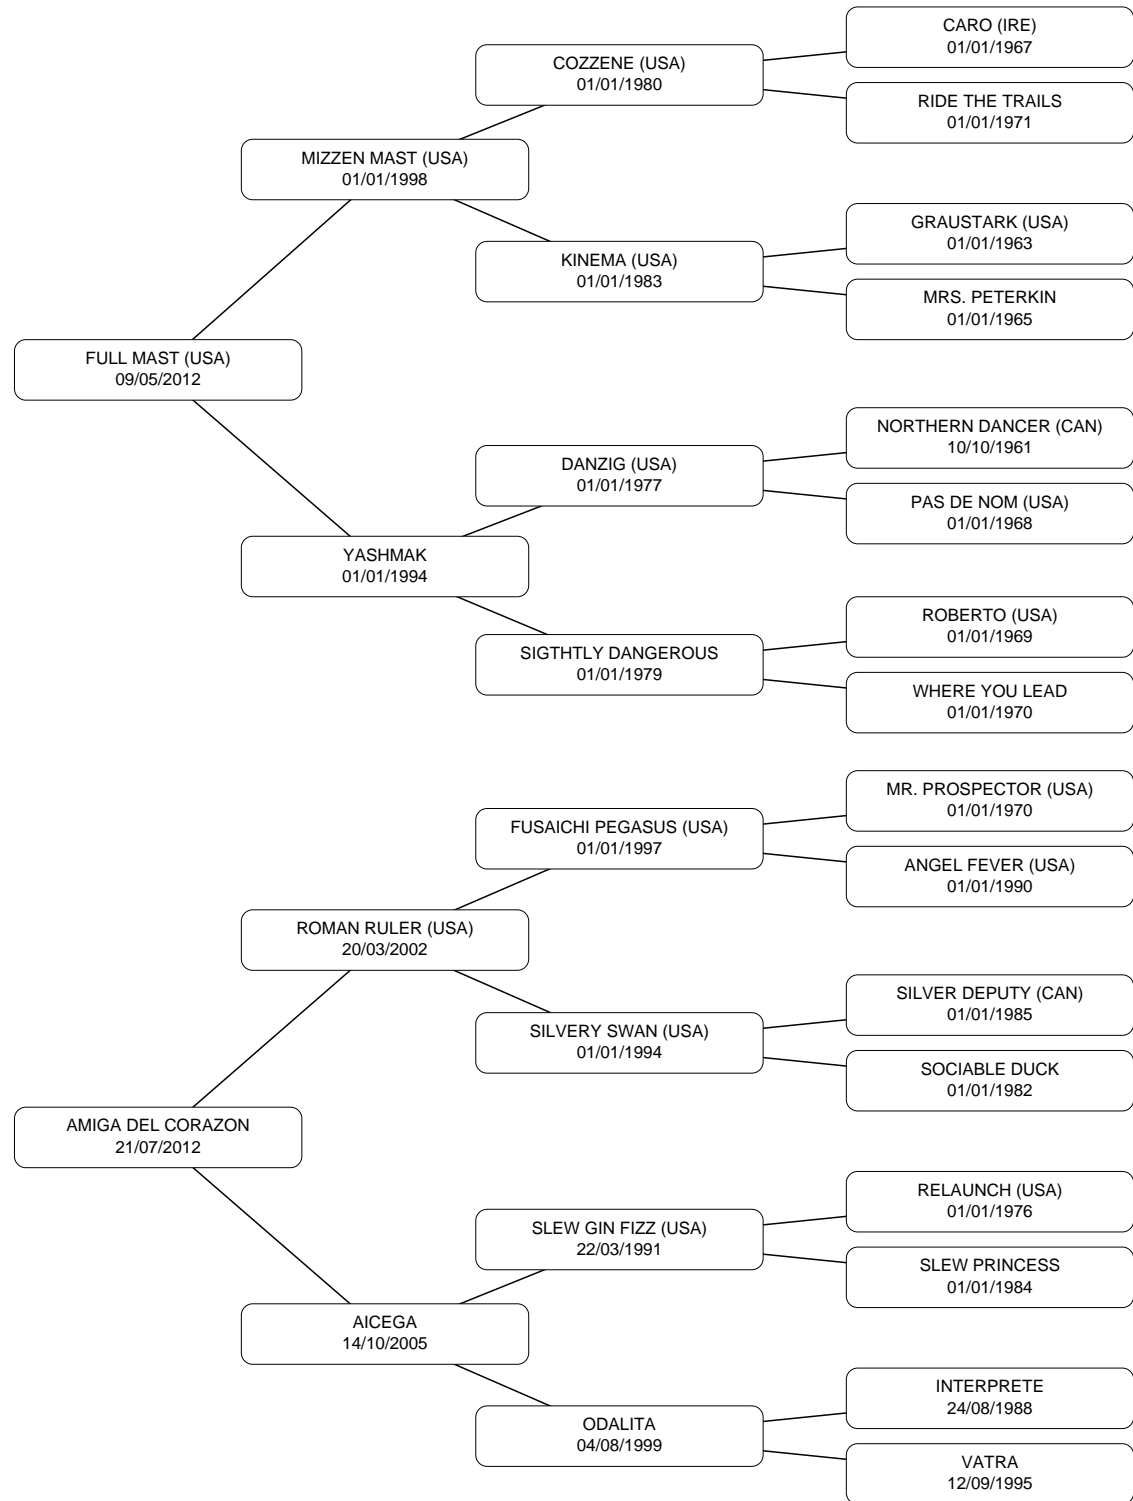 CARO (IRE)
01/01/1967
COZZENE (USA)
01/01/1980
RIDE THE TRAILS
01/01/1971
MIZZEN MAST (USA)
01/01/1998
GRAUSTARK (USA)
01/01/1963
KINEMA (USA)
01/01/1983
MRS. PETERKIN
01/01/1965
FULL MAST (USA)
09/05/2012
NORTHERN DANCER (CAN)
10/10/1961
DANZIG (USA)
01/01/1977
PAS DE NOM (USA)
01/01/1968
YASHMAK
01/01/1994
ROBERTO (USA)
01/01/1969
SIGTHTLY DANGEROUS
01/01/1979
WHERE YOU LEAD
01/01/1970
MR. PROSPECTOR (USA)
01/01/1970
FUSAICHI PEGASUS (USA)
01/01/1997
ANGEL FEVER (USA)
01/01/1990
ROMAN RULER (USA)
20/03/2002
SILVER DEPUTY (CAN)
01/01/1985
SILVERY SWAN (USA)
01/01/1994
SOCIABLE DUCK
01/01/1982
AMIGA DEL CORAZON
21/07/2012
RELAUNCH (USA)
01/01/1976
SLEW GIN FIZZ (USA)
22/03/1991
SLEW PRINCESS
01/01/1984
AICEGA
14/10/2005
INTERPRETE
24/08/1988
ODALITA
04/08/1999
VATRA
12/09/1995